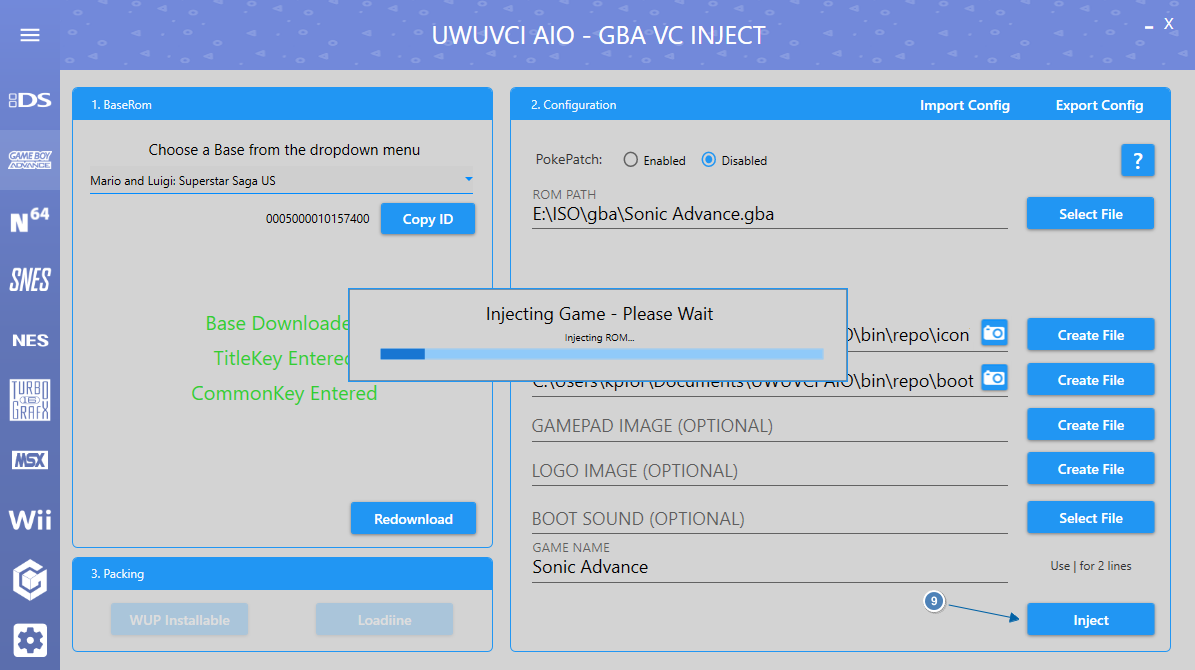 UWUVCI AIO - GBA VC INJECT
X
DS
GAME BOY
ADVANCE
N64
SNES
NES
TURBO
GRAFX
MSX
Wii
1. BaseRom
Choose a Base from the dropdown menu
Mario and Luigi: Superstar Saga US
0005000010157400
Copy ID
Base Downloade
TitleKey Entered
CommonKey Entered
Redownload
3. Packing
WUP Installable
Loadiine
2. Configuration
Import Config
Export Config
PokePatch:
Enabled
Disabled
?
ROM PATH
E:\ISO\gba\Sonic Advance.gba
Select File
Injecting Game - Please Wait
Injecting ROM...
O\bin\repo\icon
Create File
C:\Users\kpfor\Documents\UWUVCI AIO\bin\repo\boot
Create File
GAMEPAD IMAGE (OPTIONAL)
Create File
LOGO IMAGE (OPTIONAL)
Create File
BOOT SOUND (OPTIONAL)
Select File
GAME NAME
Sonic Advance
Use | for 2 lines
9
Inject